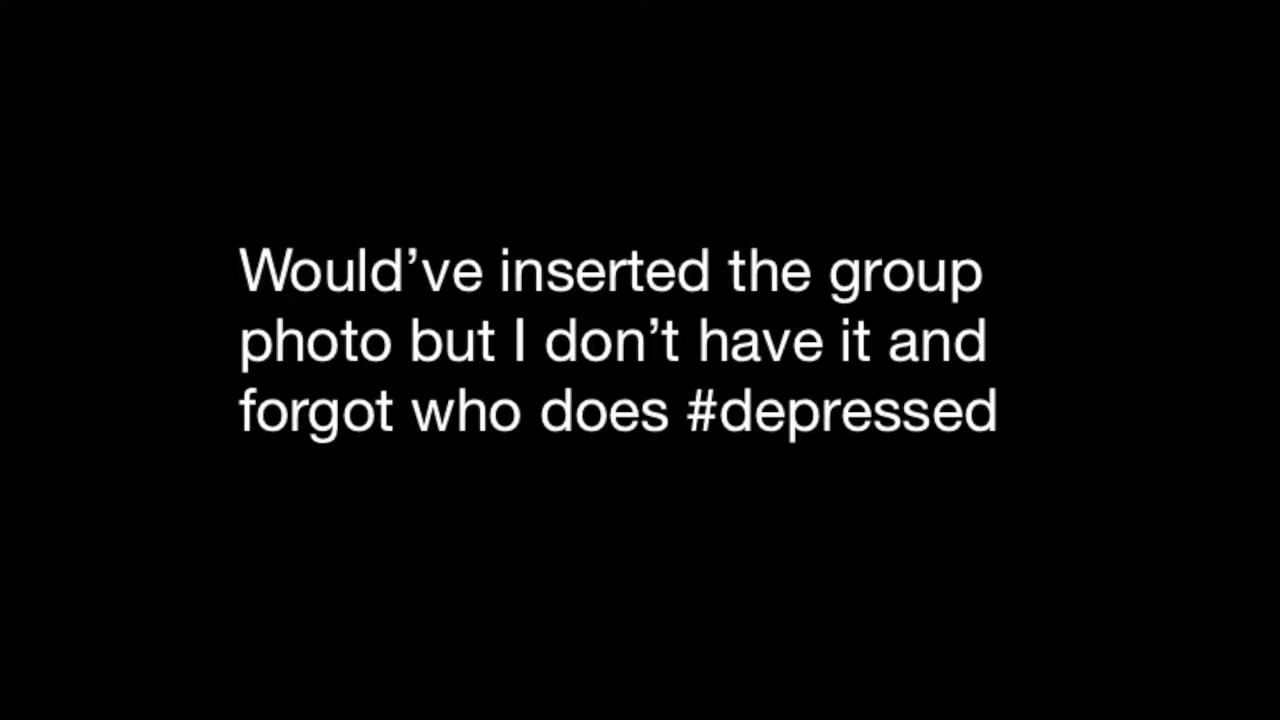 Would’ve inserted the group
photo but I don’t have it and
forgot who does #depressed